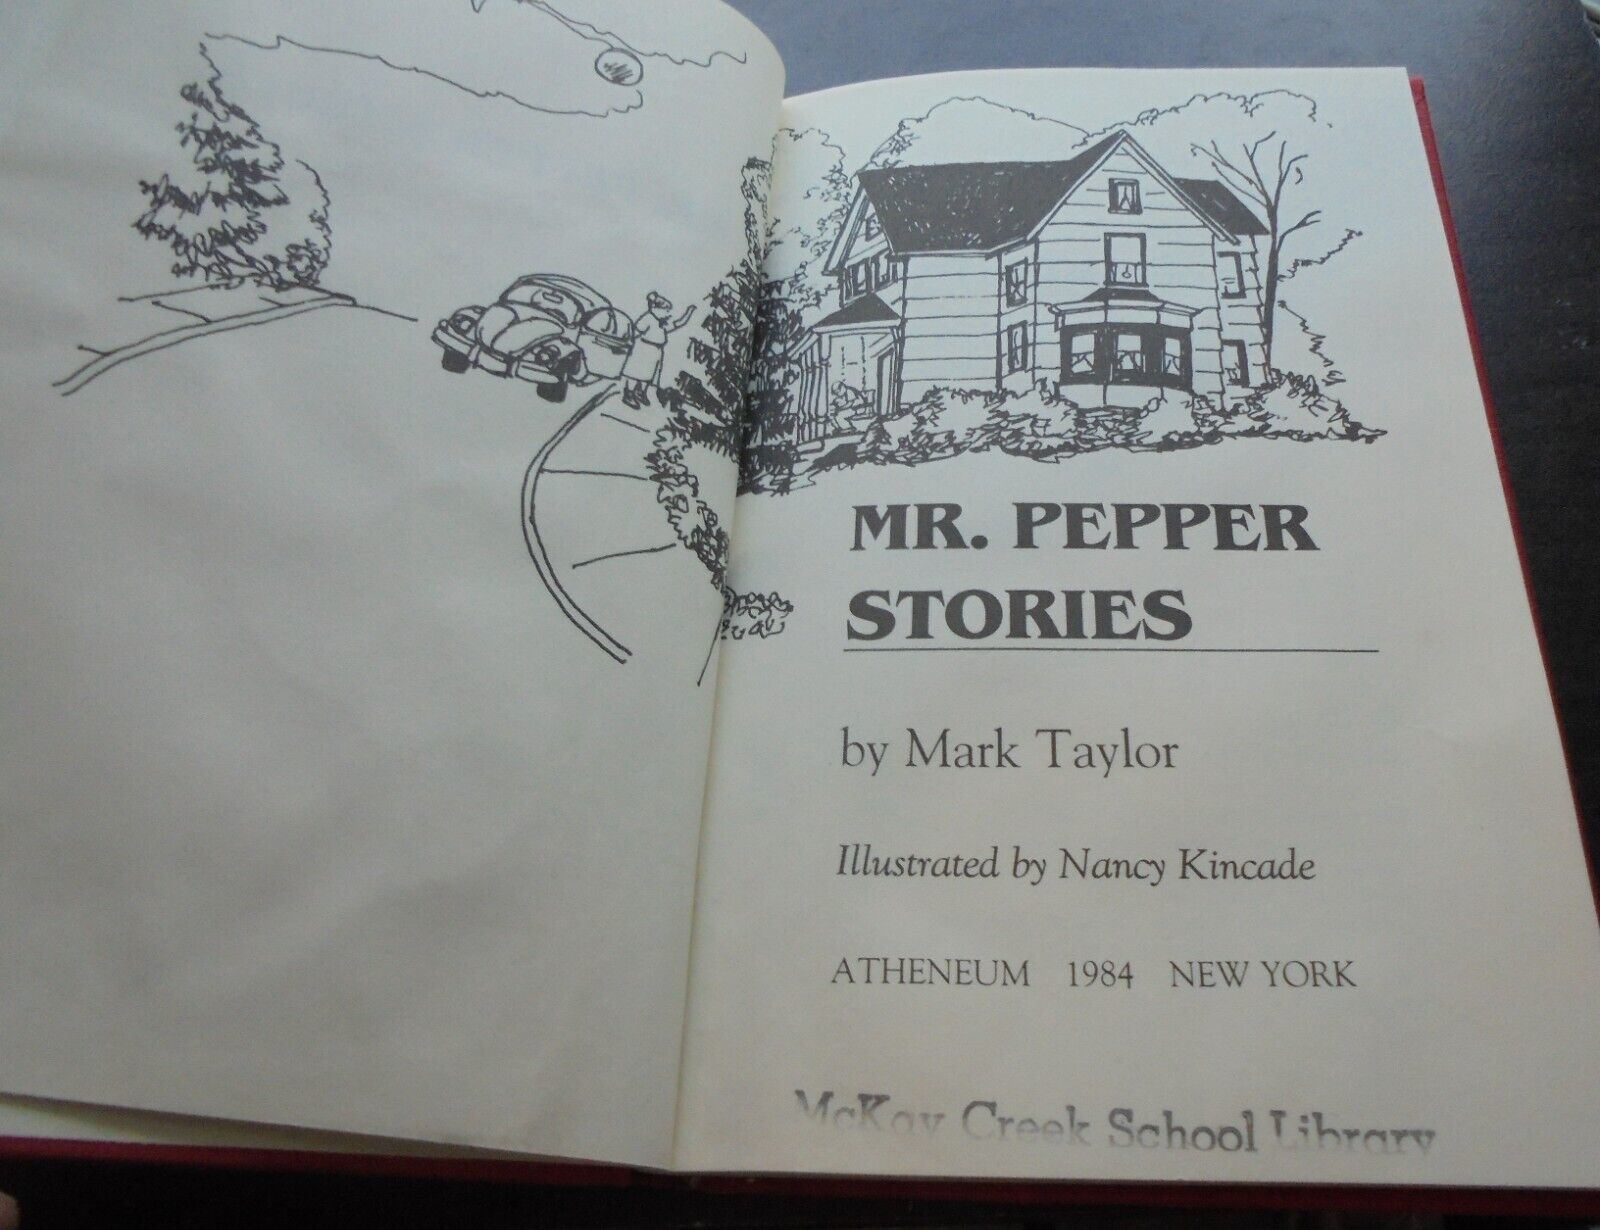 MR. PEPPER
STORIES
by Mark Taylor
Illustrated by Nancy Kincade
ATHENEUM 1984 NEW YORK
McKay Creek School Library